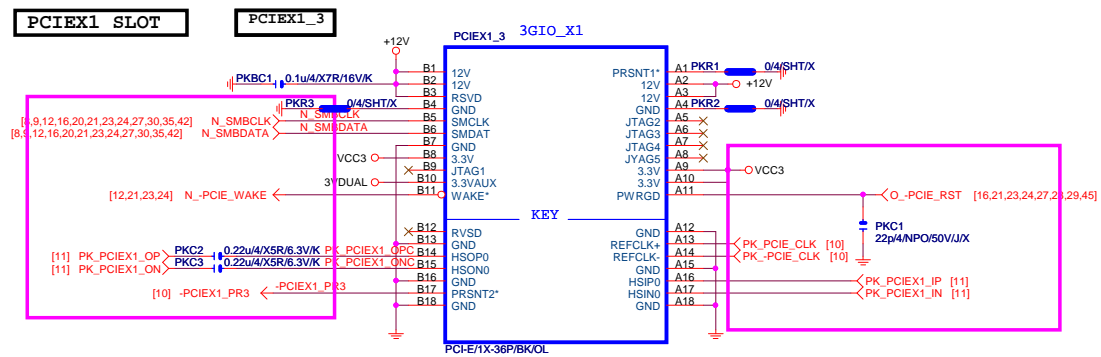 PCIEX1 SLOT
PCIEX1_3
PCIEX1_3
3GIO_X1
+12V
PKBC1 0.1u/4/X7R/16V/K
PKR3 0/4/SHT/X
[8,9,12,16,20,21,23,24,27,30,35,42] N_SMBCLK N_SMBCLK
[8,9,12,16,20,21,23,24,27,30,35,42] N_SMBDATA N_SMBDATA
VCC3
3VDUAL
[12,21,23,24] N_-PCIE_WAKE
PKC2 0.22u/4/X5R/6.3V/K PK_PCIEX1_OPC
[11] PK_PCIEX1_OP
PKC3 0.22u/4/X5R/6.3V/K PK_PCIEX1_ONC
[11] PK_PCIEX1_ON
[10] -PCIEX1_PR3 -PCIEX1_PR3
B1 12V
B2 12V
B3 RSVD
B4 GND
B5 SMCLK
B6 SMDAT
B7 GND
B8 3.3V
B9 JTAG1
B10 3.3VAUX
B11 WAKE*
KEY
B12 RVSD
B13 GND
B14 HSOP0
B15 HSON0
B16 GND
B17 PRSNT2*
B18 GND
PRSNT1* A1
12V A2
12V A3
GND A4
JTAG2 A5
JTAG3 A6
JTAG4 A7
JYAG5 A8
3.3V A9
3.3V A10
PWRGD A11
GND A12
REFCLK+ A13
REFCLK- A14
GND A15
HSIP0 A16
HSIN0 A17
GND A18
PKR1 0/4/SHT/X
+12V
PKR2 0/4/SHT/X
VCC3
O_-PCIE_RST [16,21,23,24,27,28,29,45]
PKC1
22p/4/NPO/50V/J/X
PK_PCIE_CLK [10]
PK_-PCIE_CLK [10]
PK_PCIEX1_IP [11]
PK_PCIEX1_IN [11]
PCI-E/1X-36P/BK/OL